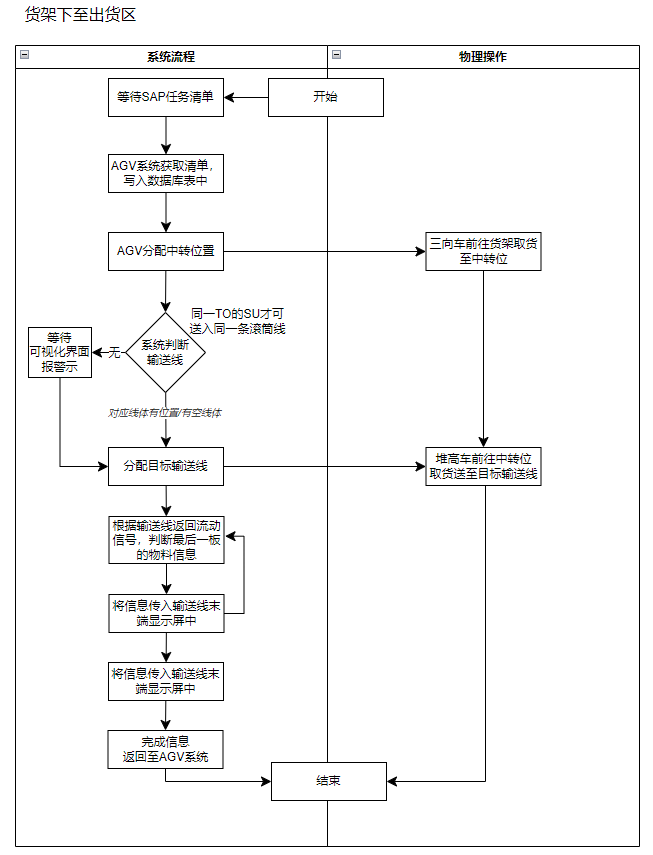 货架下至出货区
系统流程
物理操作
等待SAP任务清单
开始
AGV系统获取清单，
写入数据库表中
AGV分配中转位置
三向车前往货架取货
至中转位
同一TO的SU才可
送入同一条滚筒线
系统判断
输送线
无
等待
可视化界面
报警示
对应线体有位置/有空线体
分配目标输送线
堆高车前往中转位
取货送至目标输送线
根据输送线返回流动
信号，判断最后一板
的物料信息
将信息传入输送线末
端显示屏中
将信息传入输送线末
端显示屏中
完成信息
返回至AGV系统
结束